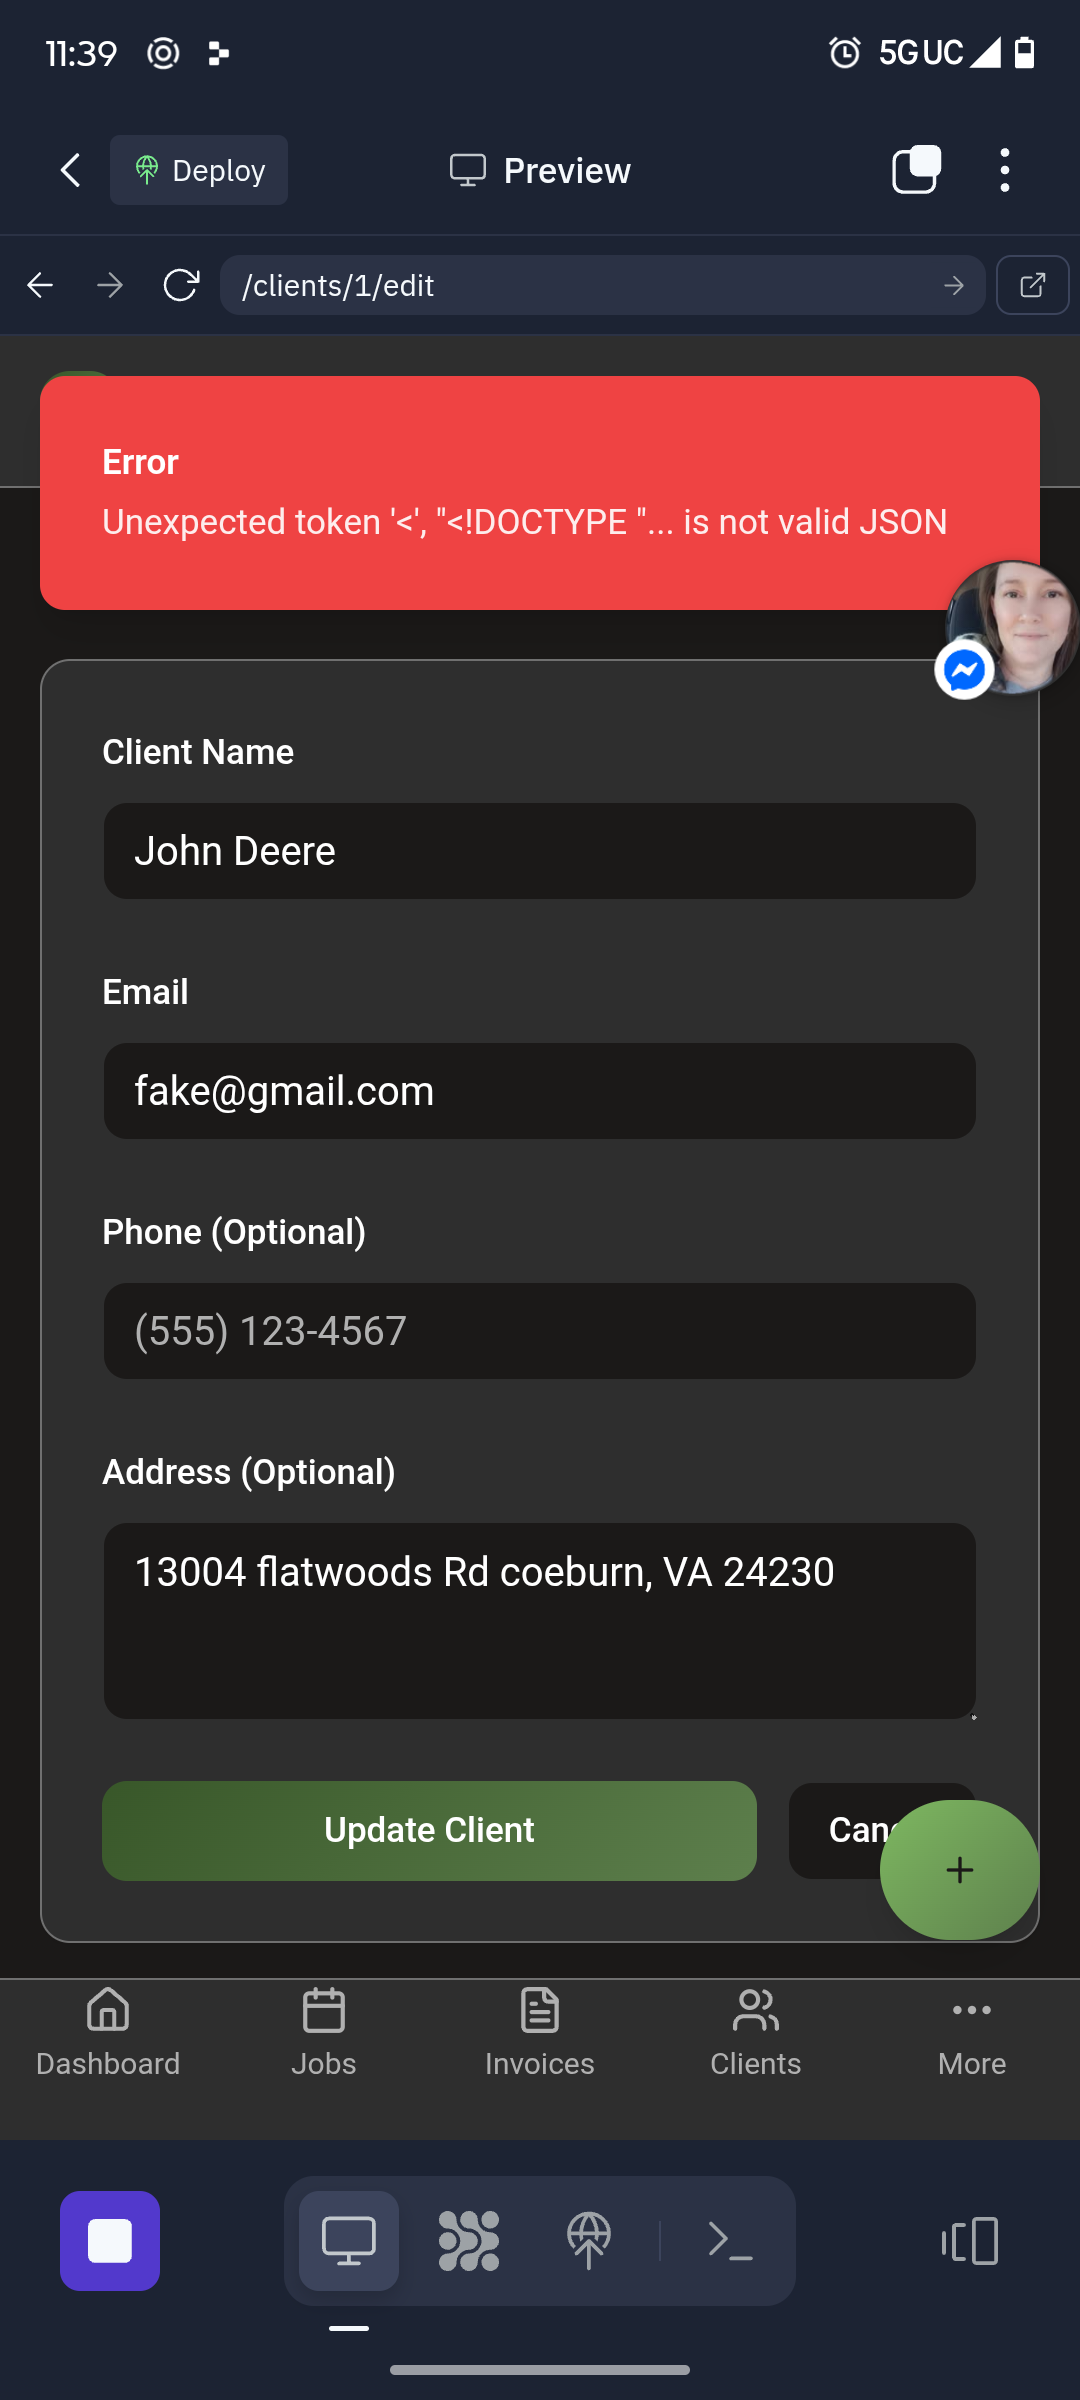 11:39
5G UC
Deploy
Preview
/clients/1/edit
Error
Unexpected token '<', "<!DOCTYPE "... is not valid JSON
Client Name
John Deere
Email
fake@gmail.com
Phone (Optional)
(555) 123-4567
Address (Optional)
13004 flatwoods Rd coeburn, VA 24230
Update Client
Canc
+
Dashboard
Jobs
Invoices
Clients
More